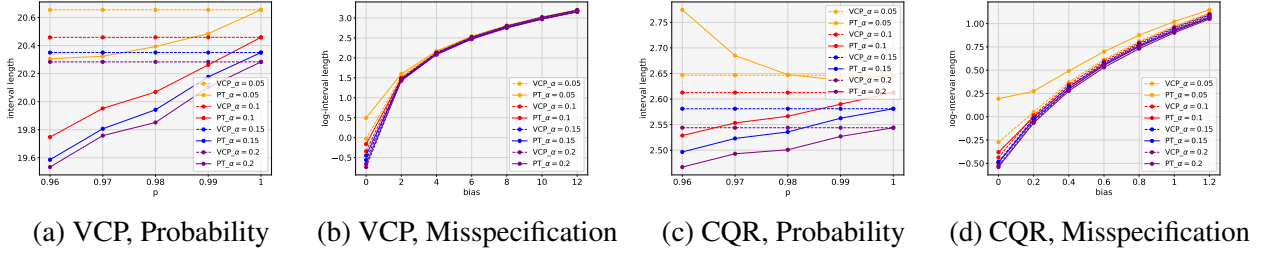 interval length
20.6
20.4
20.2
20.0
19.8
19.6
0.96
0.97
0.98
0.99
1
p
VCP_α = 0.05
PT_α = 0.05
VCP_α = 0.1
PT_α = 0.1
VCP_α = 0.15
PT_α = 0.15
VCP_α = 0.2
PT_α = 0.2
(a) VCP, Probability
log-interval length
3.0
2.5
2.0
1.5
1.0
0.5
0.0
−0.5
0
2
4
6
8
10
12
bias
VCP_α = 0.05
PT_α = 0.05
VCP_α = 0.1
PT_α = 0.1
VCP_α = 0.15
PT_α = 0.15
VCP_α = 0.2
PT_α = 0.2
(b) VCP, Misspecification
interval length
2.75
2.70
2.65
2.60
2.55
2.50
0.96
0.97
0.98
0.99
1
p
VCP_α = 0.05
PT_α = 0.05
VCP_α = 0.1
PT_α = 0.1
VCP_α = 0.15
PT_α = 0.15
VCP_α = 0.2
PT_α = 0.2
(c) CQR, Probability
log-interval length
1.00
0.75
0.50
0.25
0.00
−0.25
−0.50
0
0.2
0.4
0.6
0.8
1
1.2
bias
VCP_α = 0.05
PT_α = 0.05
VCP_α = 0.1
PT_α = 0.1
VCP_α = 0.15
PT_α = 0.15
VCP_α = 0.2
PT_α = 0.2
(d) CQR, Misspecification